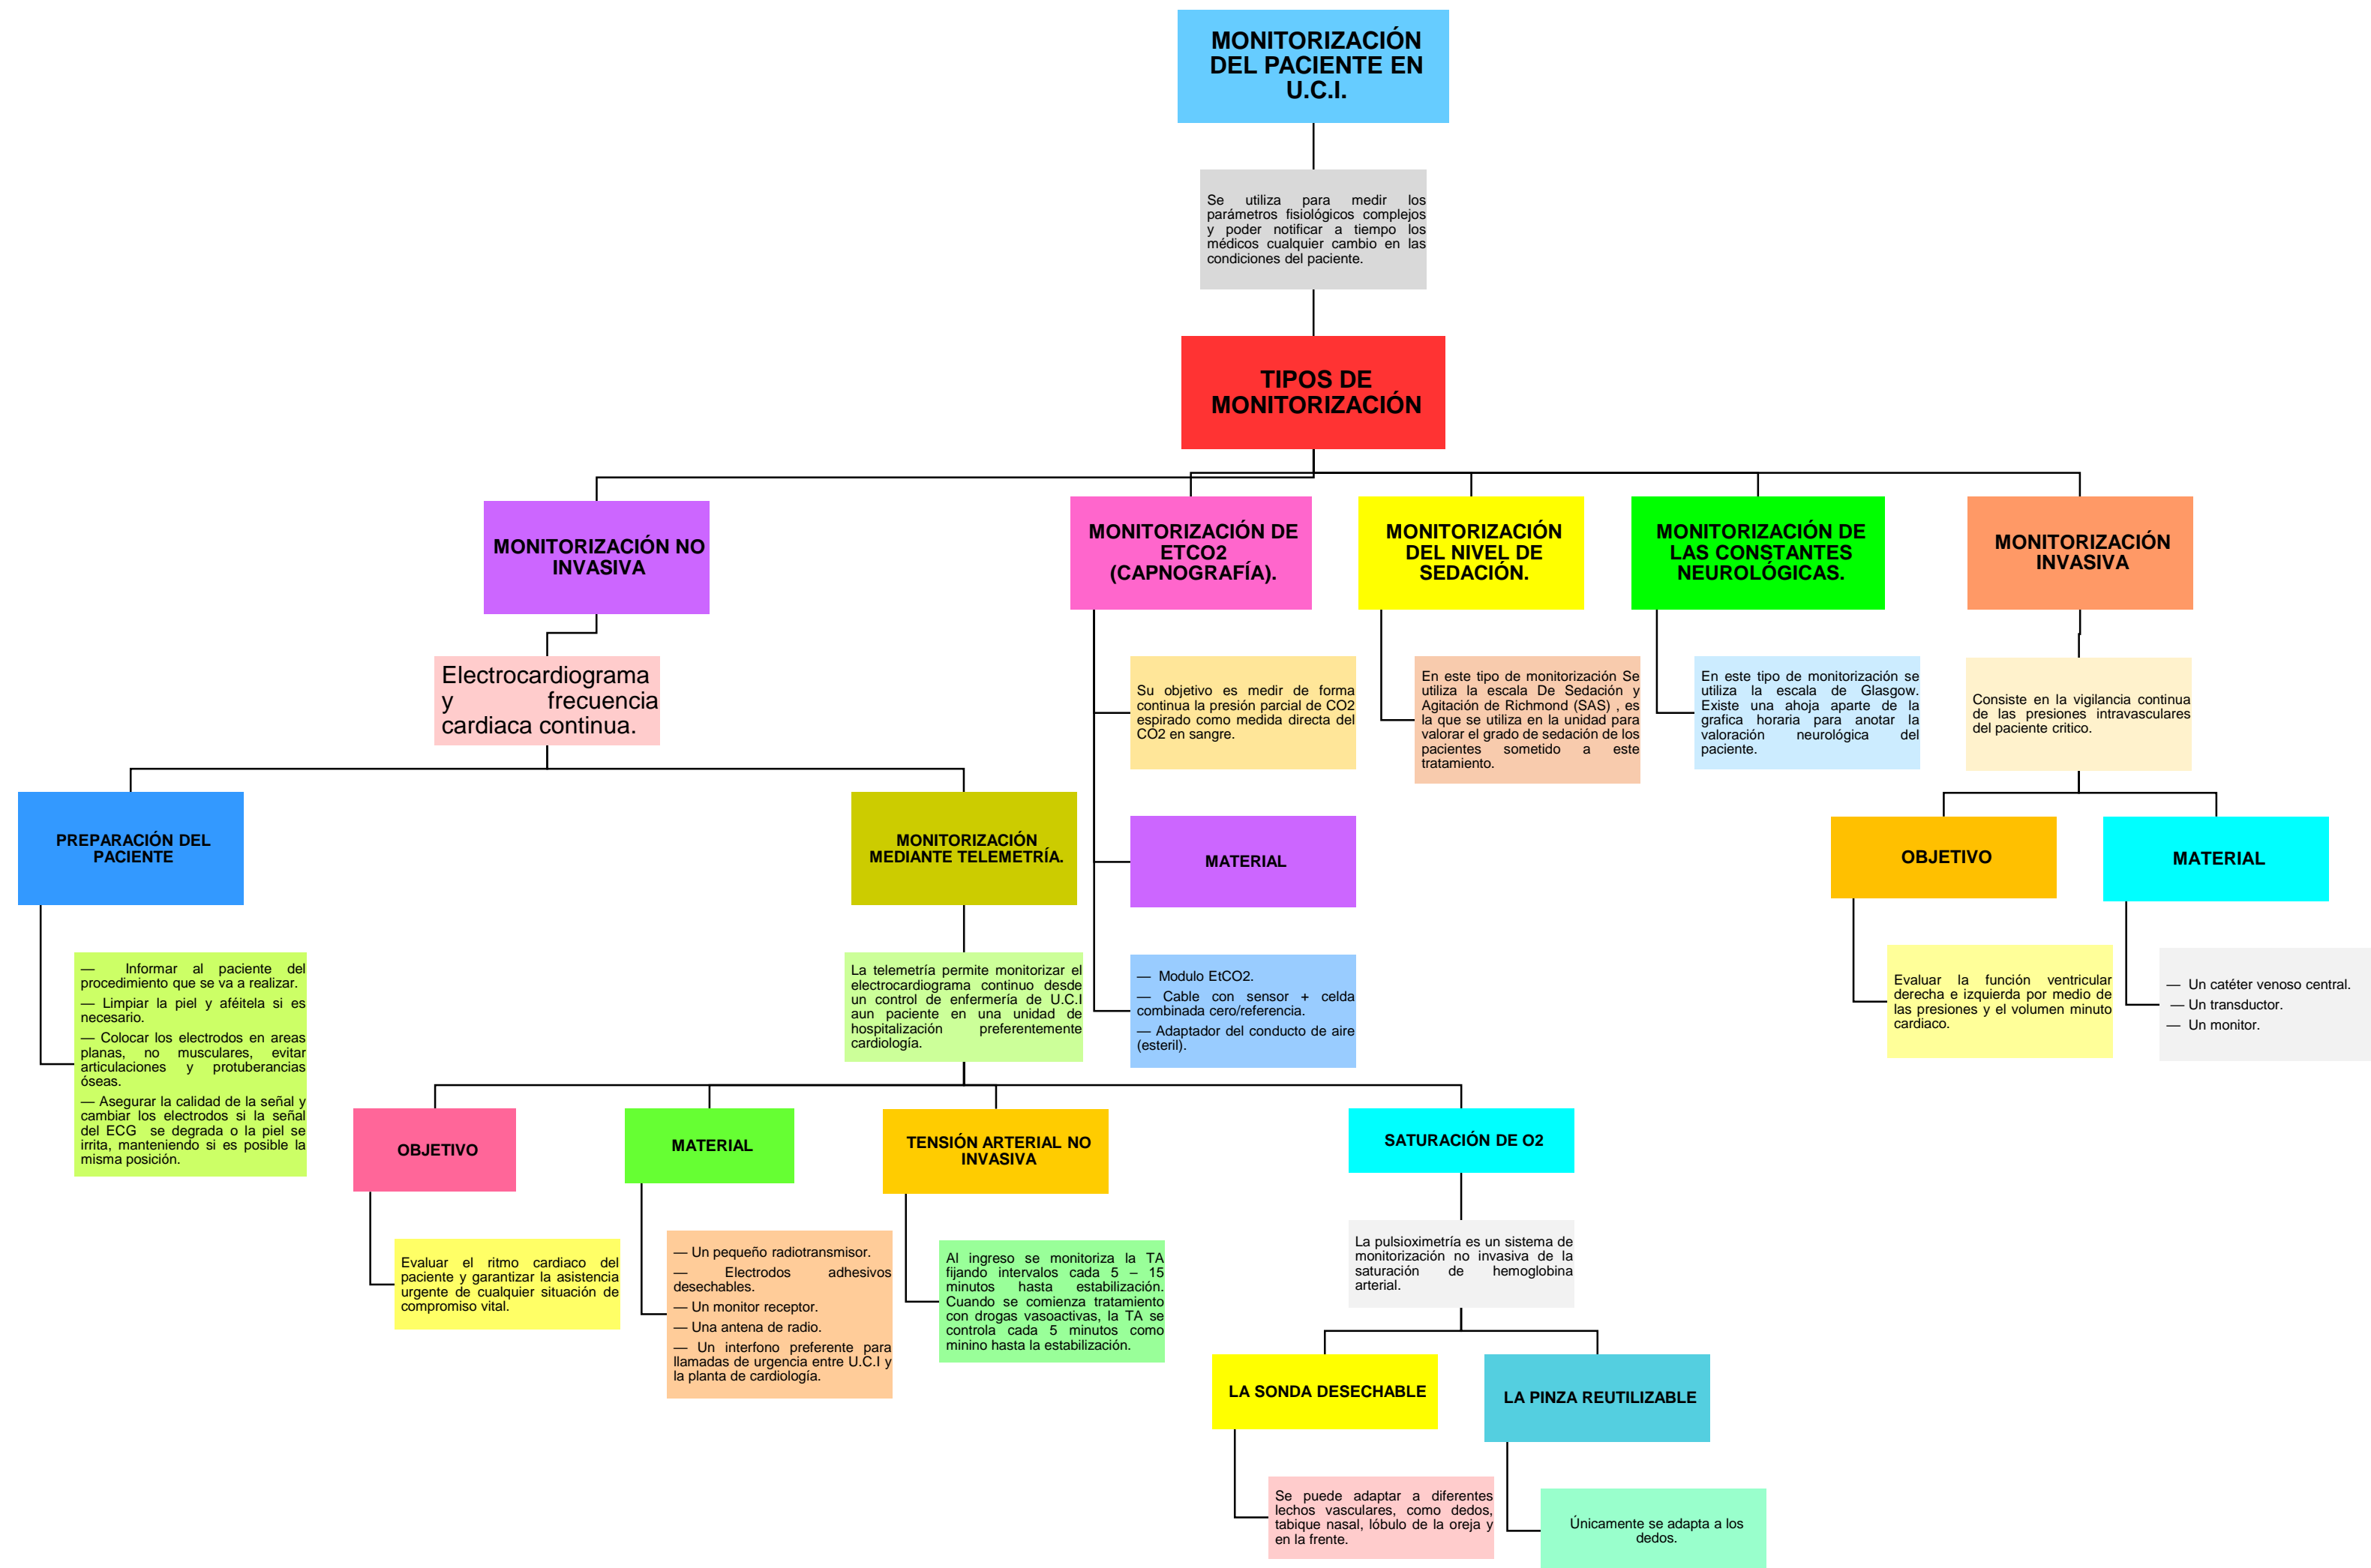 MONITORIZACIÓN
DEL PACIENTE EN
U.C.I.
Se utiliza para medir los
parámetros fisiológicos complejos
y poder notificar a tiempo los
médicos cualquier cambio en las
condiciones del paciente.
TIPOS DE
MONITORIZACIÓN
MONITORIZACIÓN NO
INVASIVA
MONITORIZACIÓN DE
ETCO2
(CAPNOGRAFÍA).
MONITORIZACIÓN
DEL NIVEL DE
SEDACIÓN.
MONITORIZACIÓN DE
LAS CONSTANTES
NEUROLÓGICAS.
MONITORIZACIÓN
INVASIVA
Electrocardiograma
y frecuencia
cardiaca continua.
Su objetivo es medir de forma
continua la presión parcial de CO2
espirado como medida directa del
CO2 en sangre.
En este tipo de monitorización Se
utiliza la escala De Sedación y
Agitación de Richmond (SAS) , es
la que se utiliza en la unidad para
valorar el grado de sedación de los
pacientes sometido a este
tratamiento.
En este tipo de monitorización se
utiliza la escala de Glasgow.
Existe una ahoja aparte de la
grafica horaria para anotar la
valoración neurológica del
paciente.
Consiste en la vigilancia continua
de las presiones intravasculares
del paciente critico.
PREPARACIÓN DEL
PACIENTE
MONITORIZACIÓN
MEDIANTE TELEMETRÍA.
MATERIAL
OBJETIVO
MATERIAL
— Informar al paciente del
procedimiento que se va a realizar.
— Limpiar la piel y aféitela si es
necesario.
— Colocar los electrodos en areas
planas, no musculares, evitar
articulaciones y protuberancias
óseas.
— Asegurar la calidad de la señal y
cambiar los electrodos si la señal
del ECG se degrada o la piel se
irrita, manteniendo si es posible la
misma posición.
La telemetría permite monitorizar el
electrocardiograma continuo desde
un control de enfermería de U.C.I
aun paciente en una unidad de
hospitalización preferentemente
cardiología.
— Modulo EtCO2.
— Cable con sensor + celda
combinada cero/referencia.
— Adaptador del conducto de aire
(esteril).
Evaluar la función ventricular
derecha e izquierda por medio de
las presiones y el volumen minuto
cardiaco.
— Un catéter venoso central.
— Un transductor.
— Un monitor.
OBJETIVO
MATERIAL
TENSIÓN ARTERIAL NO
INVASIVA
SATURACIÓN DE O2
Evaluar el ritmo cardiaco del
paciente y garantizar la asistencia
urgente de cualquier situación de
compromiso vital.
— Un pequeño radiotransmisor.
— Electrodos adhesivos
desechables.
— Un monitor receptor.
— Una antena de radio.
— Un interfono preferente para
llamadas de urgencia entre U.C.I y
la planta de cardiología.
Al ingreso se monitoriza la TA
fijando intervalos cada 5 – 15
minutos hasta estabilización.
Cuando se comienza tratamiento
con drogas vasoactivas, la TA se
controla cada 5 minutos como
minino hasta la estabilización.
La pulsioximetría es un sistema de
monitorización no invasiva de la
saturación de hemoglobina
arterial.
LA SONDA DESECHABLE
LA PINZA REUTILIZABLE
Se puede adaptar a diferentes
lechos vasculares, como dedos,
tabique nasal, lóbulo de la oreja y
en la frente.
Únicamente se adapta a los
dedos.